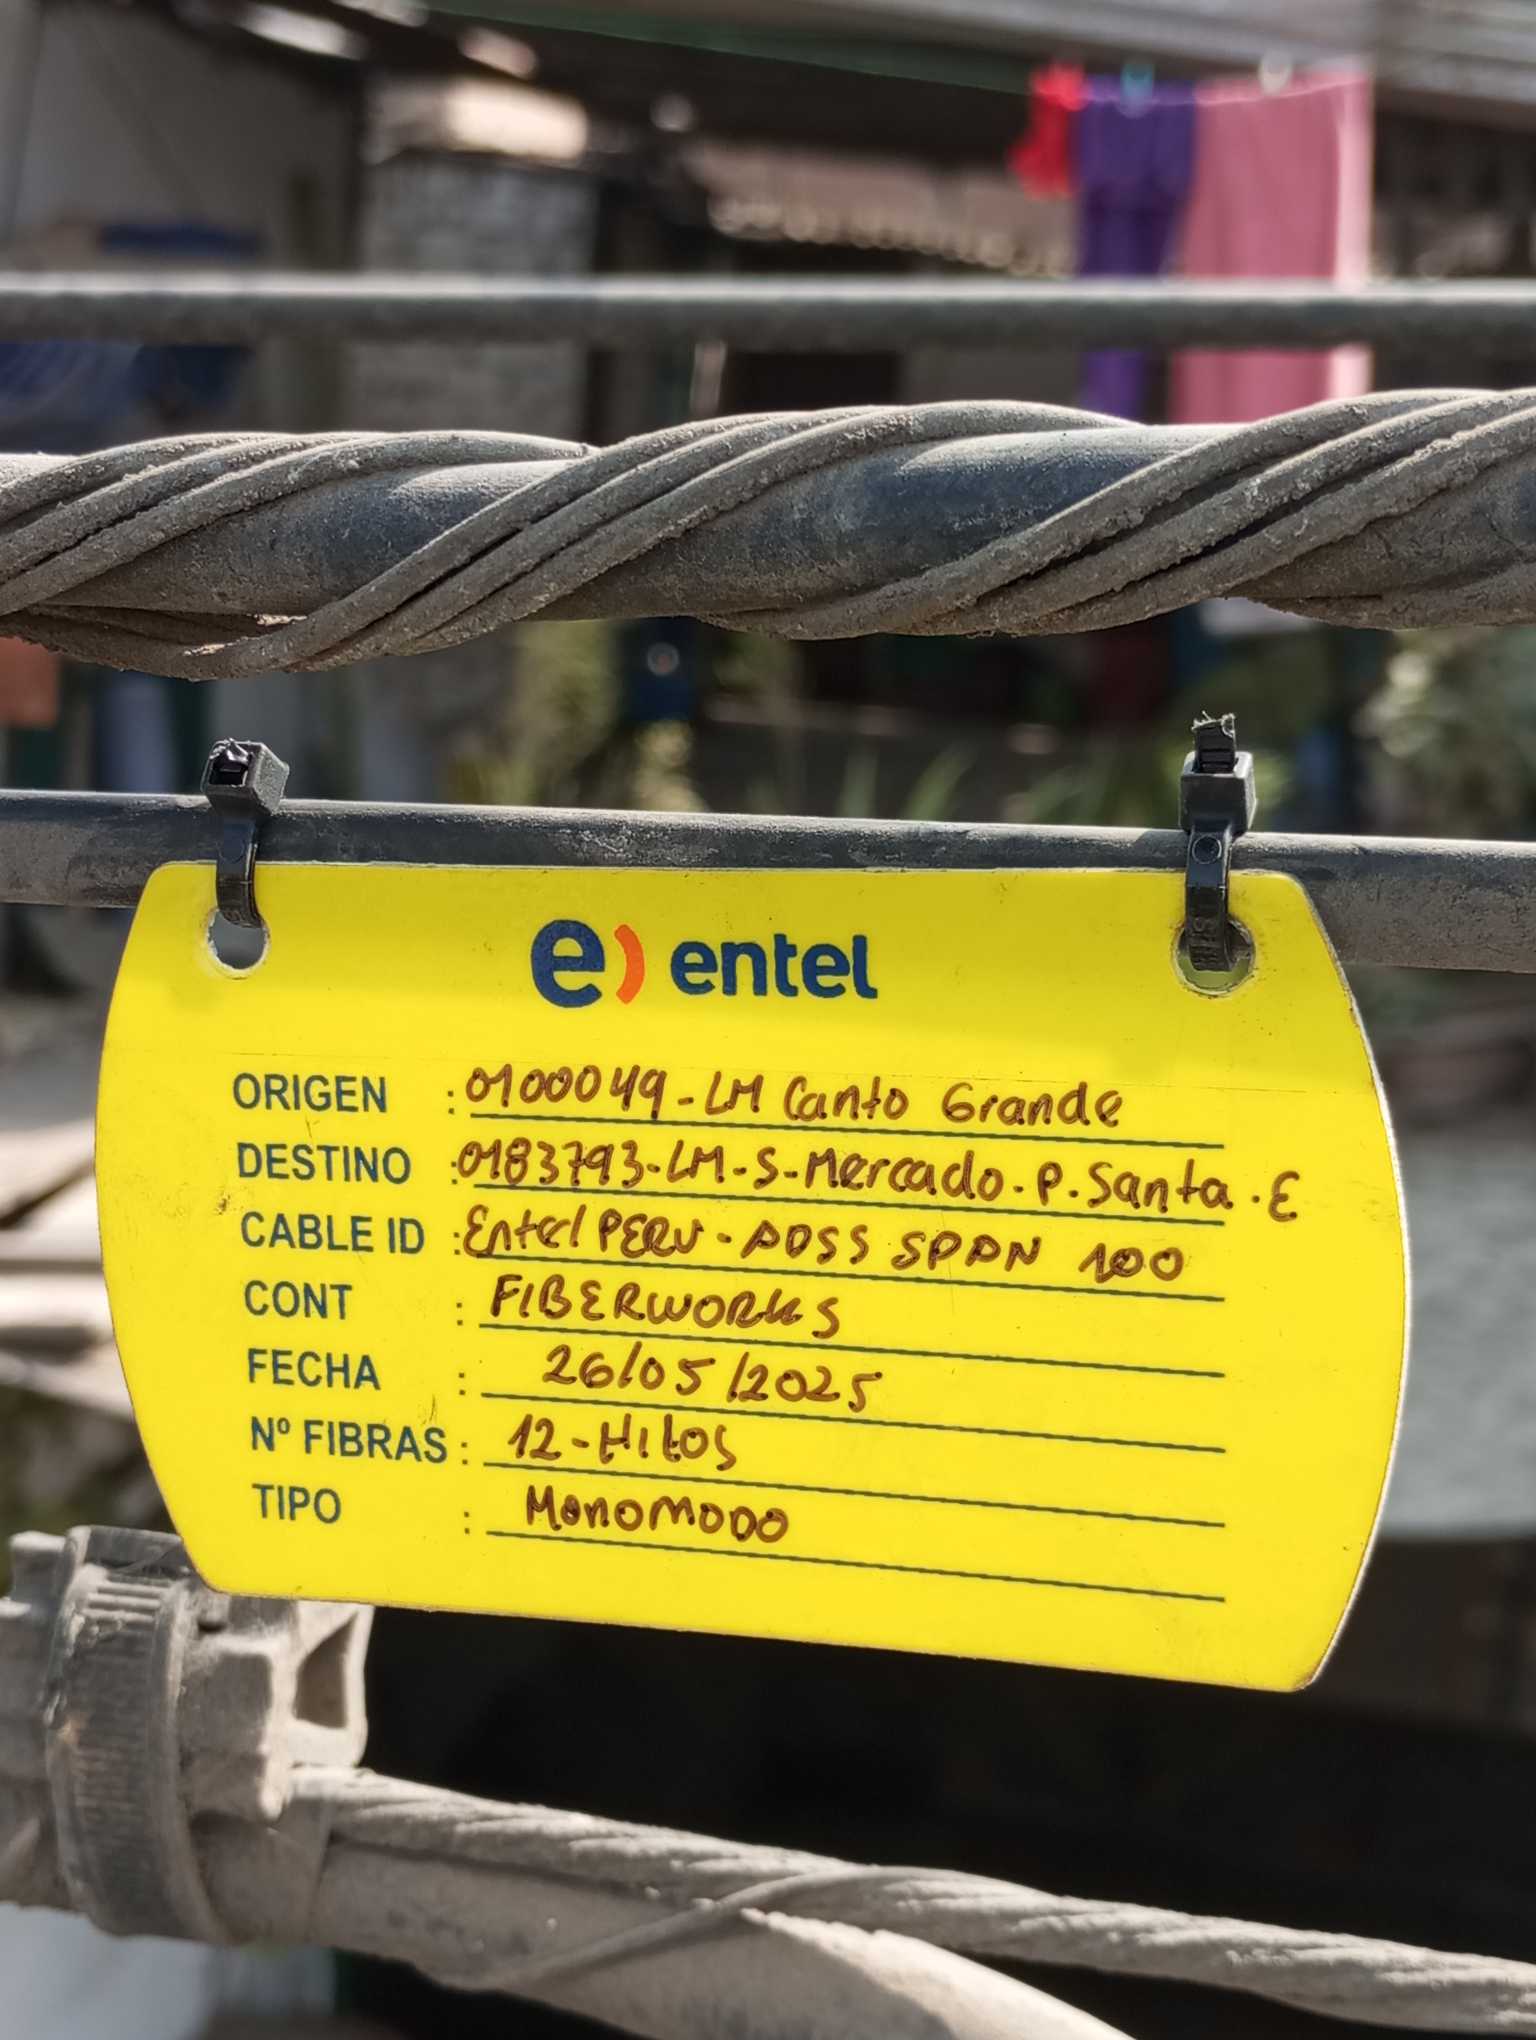 e) entel
ORIGEN : 0100049-LM Canto Grande
DESTINO : 0183793-LM-S-Mercado.P.Santa.E
CABLE ID : Entel PERU-ADSS SPAN 100
CONT : FIBERWORKS
FECHA : 26/05/2025
Nº FIBRAS : 12-Hilos
TIPO : MONOMODO